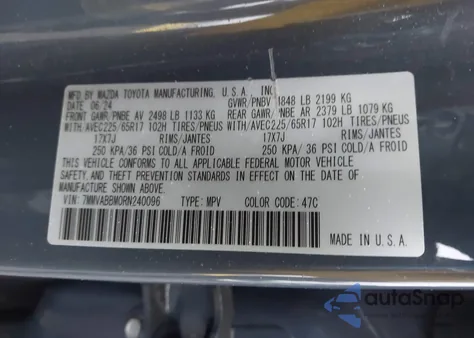 MFD. BY MAZDA TOYOTA MANUFACTURING, U.S.A., INC.
DATE 06/24 GVWR/PNBV 4848 LB 2199 KG
FRONT GAWR/PNBE AV 2498 LB 1133 KG REAR GAWR/PNBE AR 2379 LB 1079 KG
WITH/AVEC225/65R17 102H TIRES/PNEUS WITH/AVEC225/65R17 102H TIRES/PNEUS
17X7J RIMS/JANTES 17X7J RIMS/JANTES
250 KPA/36 PSI COLD/A FROID 250 KPA/36 PSI COLD/A FROID
THIS VEHICLE CONFORMS TO ALL APPLICABLE FEDERAL MOTOR VEHICLE
SAFETY, AND THEFT PREVENTION STANDARDS IN EFFECT ON THE DATE OF
MANUFACTURE SHOWN ABOVE.
VIN: 7MMVABBM0RN240096 TYPE: MPV COLOR CODE: 47C
MADE IN U.S.A.
autoSnap